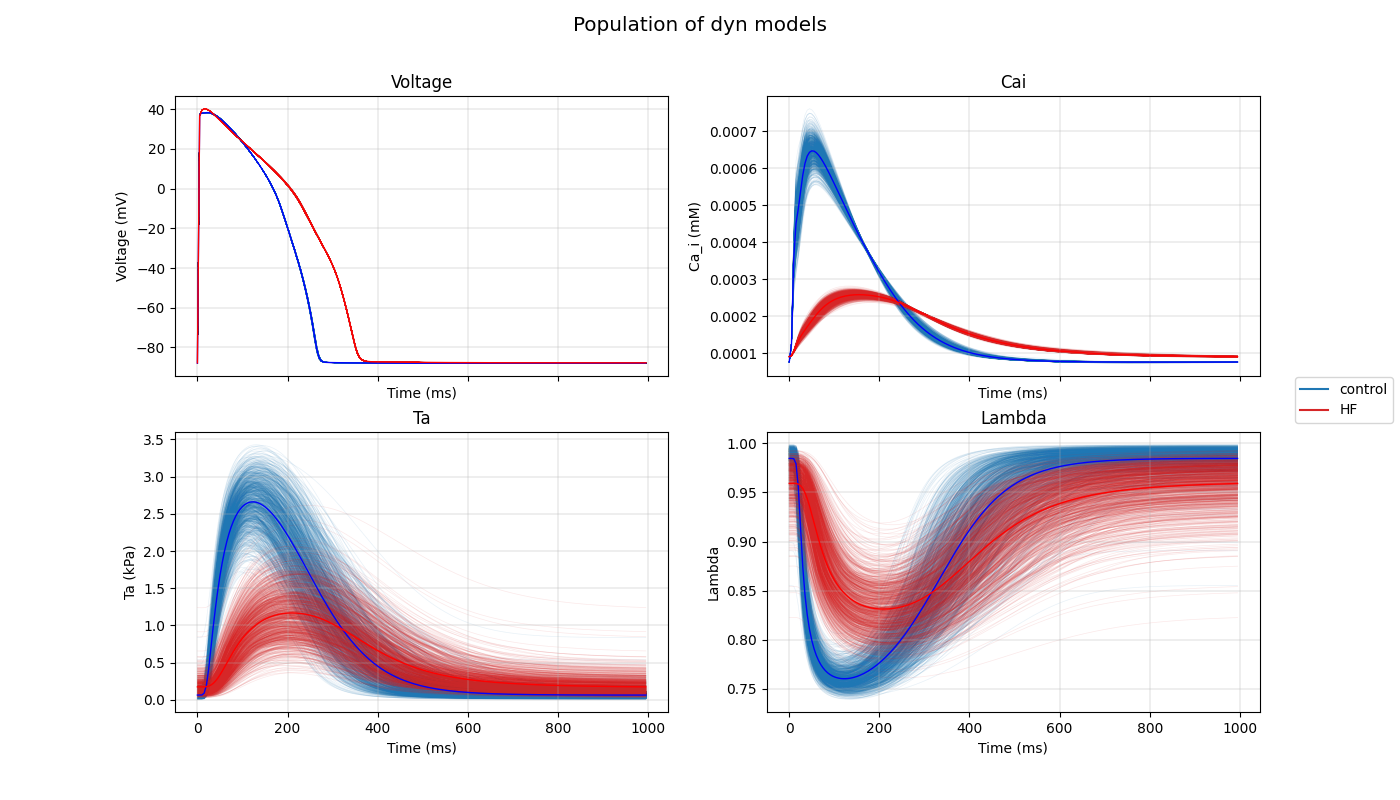 Population of dyn models
Voltage
Voltage (mV)
40
20
0
−20
−40
−60
−80
Time (ms)
Cai
Ca_i (mM)
0.0007
0.0006
0.0005
0.0004
0.0003
0.0002
0.0001
Time (ms)
control
HF
Ta
Ta (kPa)
3.5
3.0
2.5
2.0
1.5
1.0
0.5
0.0
0 200 400 600 800 1000
Time (ms)
Lambda
Lambda
1.00
0.95
0.90
0.85
0.80
0.75
0 200 400 600 800 1000
Time (ms)